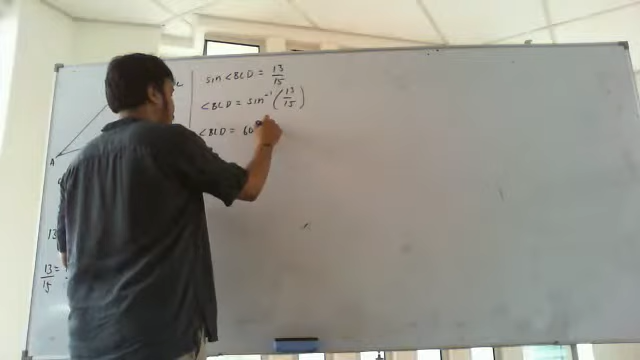 C
sin ∠BCD = 13/15
∠BCD = sin⁻¹(13/15)
∠BCD = 60
A
13
13/15 =